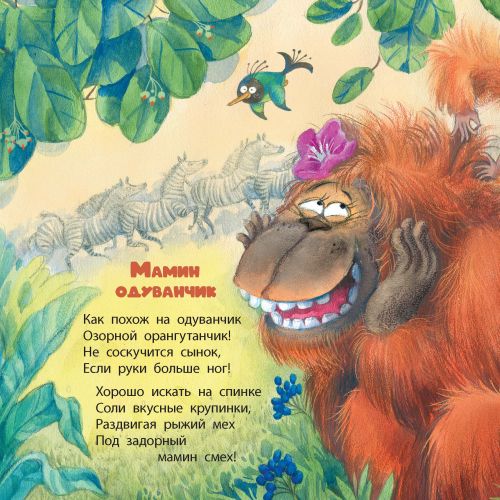 Мамин
одуванчик
Как похож на одуванчик
Озорной орангутанчик!
Не соскучится сынок,
Если руки больше ног!
Хорошо искать на спинке
Соли вкусные крупинки,
Раздвигая рыжий мех
Под задорный
мамин смех!